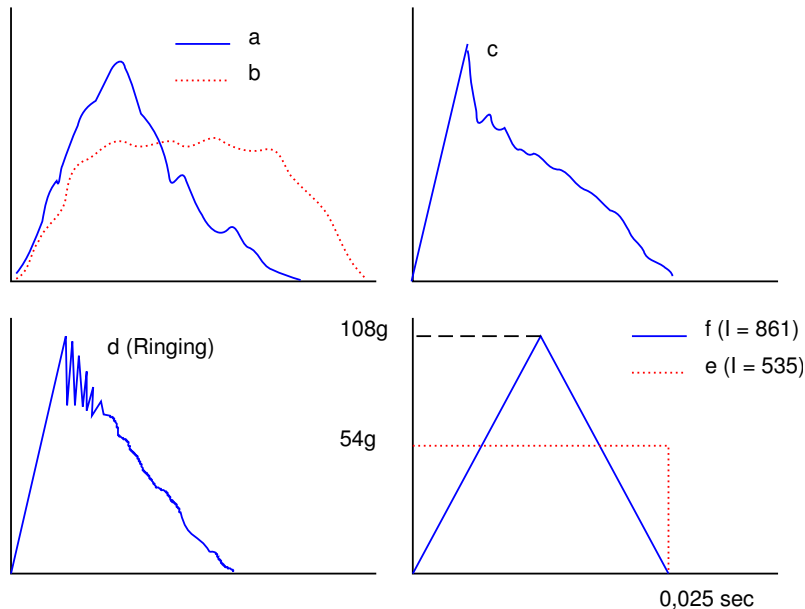 a
b
c
d (Ringing)
108g
54g
f (I = 861)
e (I = 535)
0,025 sec